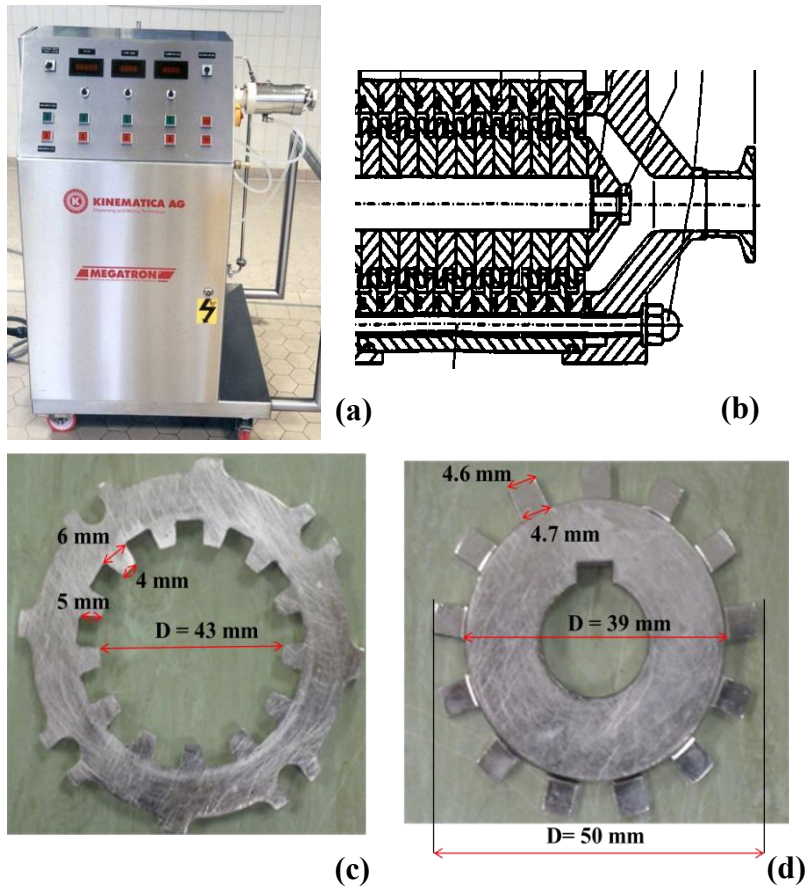 KINEMATICA AG
Dispersing and Mixing Technology
MEGATRON
(a)
(b)
6 mm
4 mm
5 mm
D = 43 mm
(c)
4.6 mm
4.7 mm
D = 39 mm
D= 50 mm
(d)